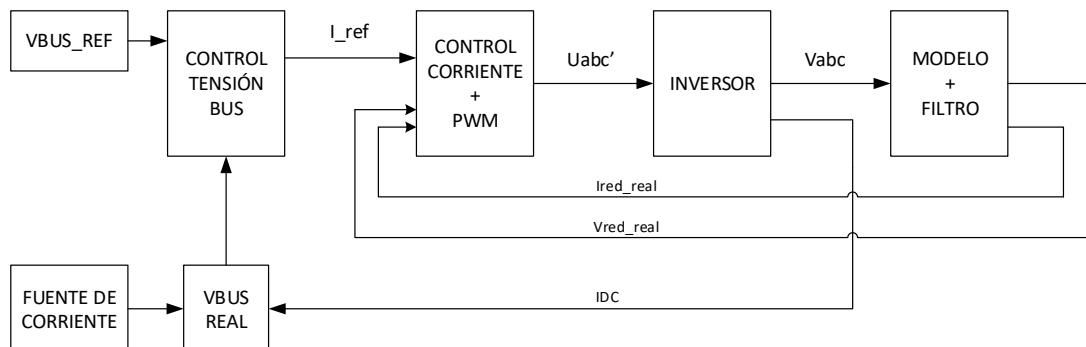 VBUS_REF
CONTROL
TENSIÓN
BUS
I_ref
CONTROL
CORRIENTE
+
PWM
Uabc’
INVERSOR
Vabc
MODELO
+
FILTRO
Ired_real
Vred_real
FUENTE DE
CORRIENTE
VBUS
REAL
IDC